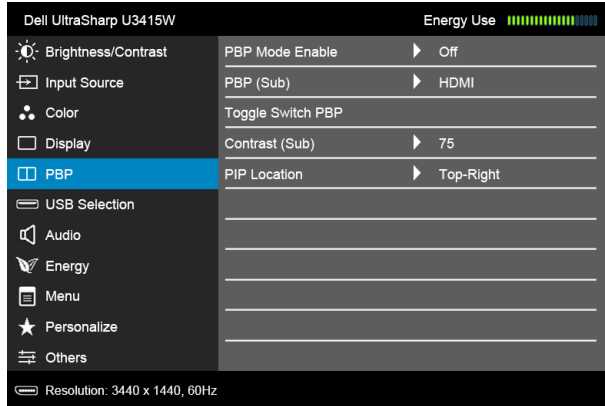 Dell UltraSharp U3415W Energy Use
Brightness/Contrast PBP Mode Enable Off
Input Source PBP (Sub) HDMI
Color Toggle Switch PBP
Display Contrast (Sub) 75
PBP PIP Location Top-Right
USB Selection
Audio
Energy
Menu
Personalize
Others
Resolution: 3440 x 1440, 60Hz